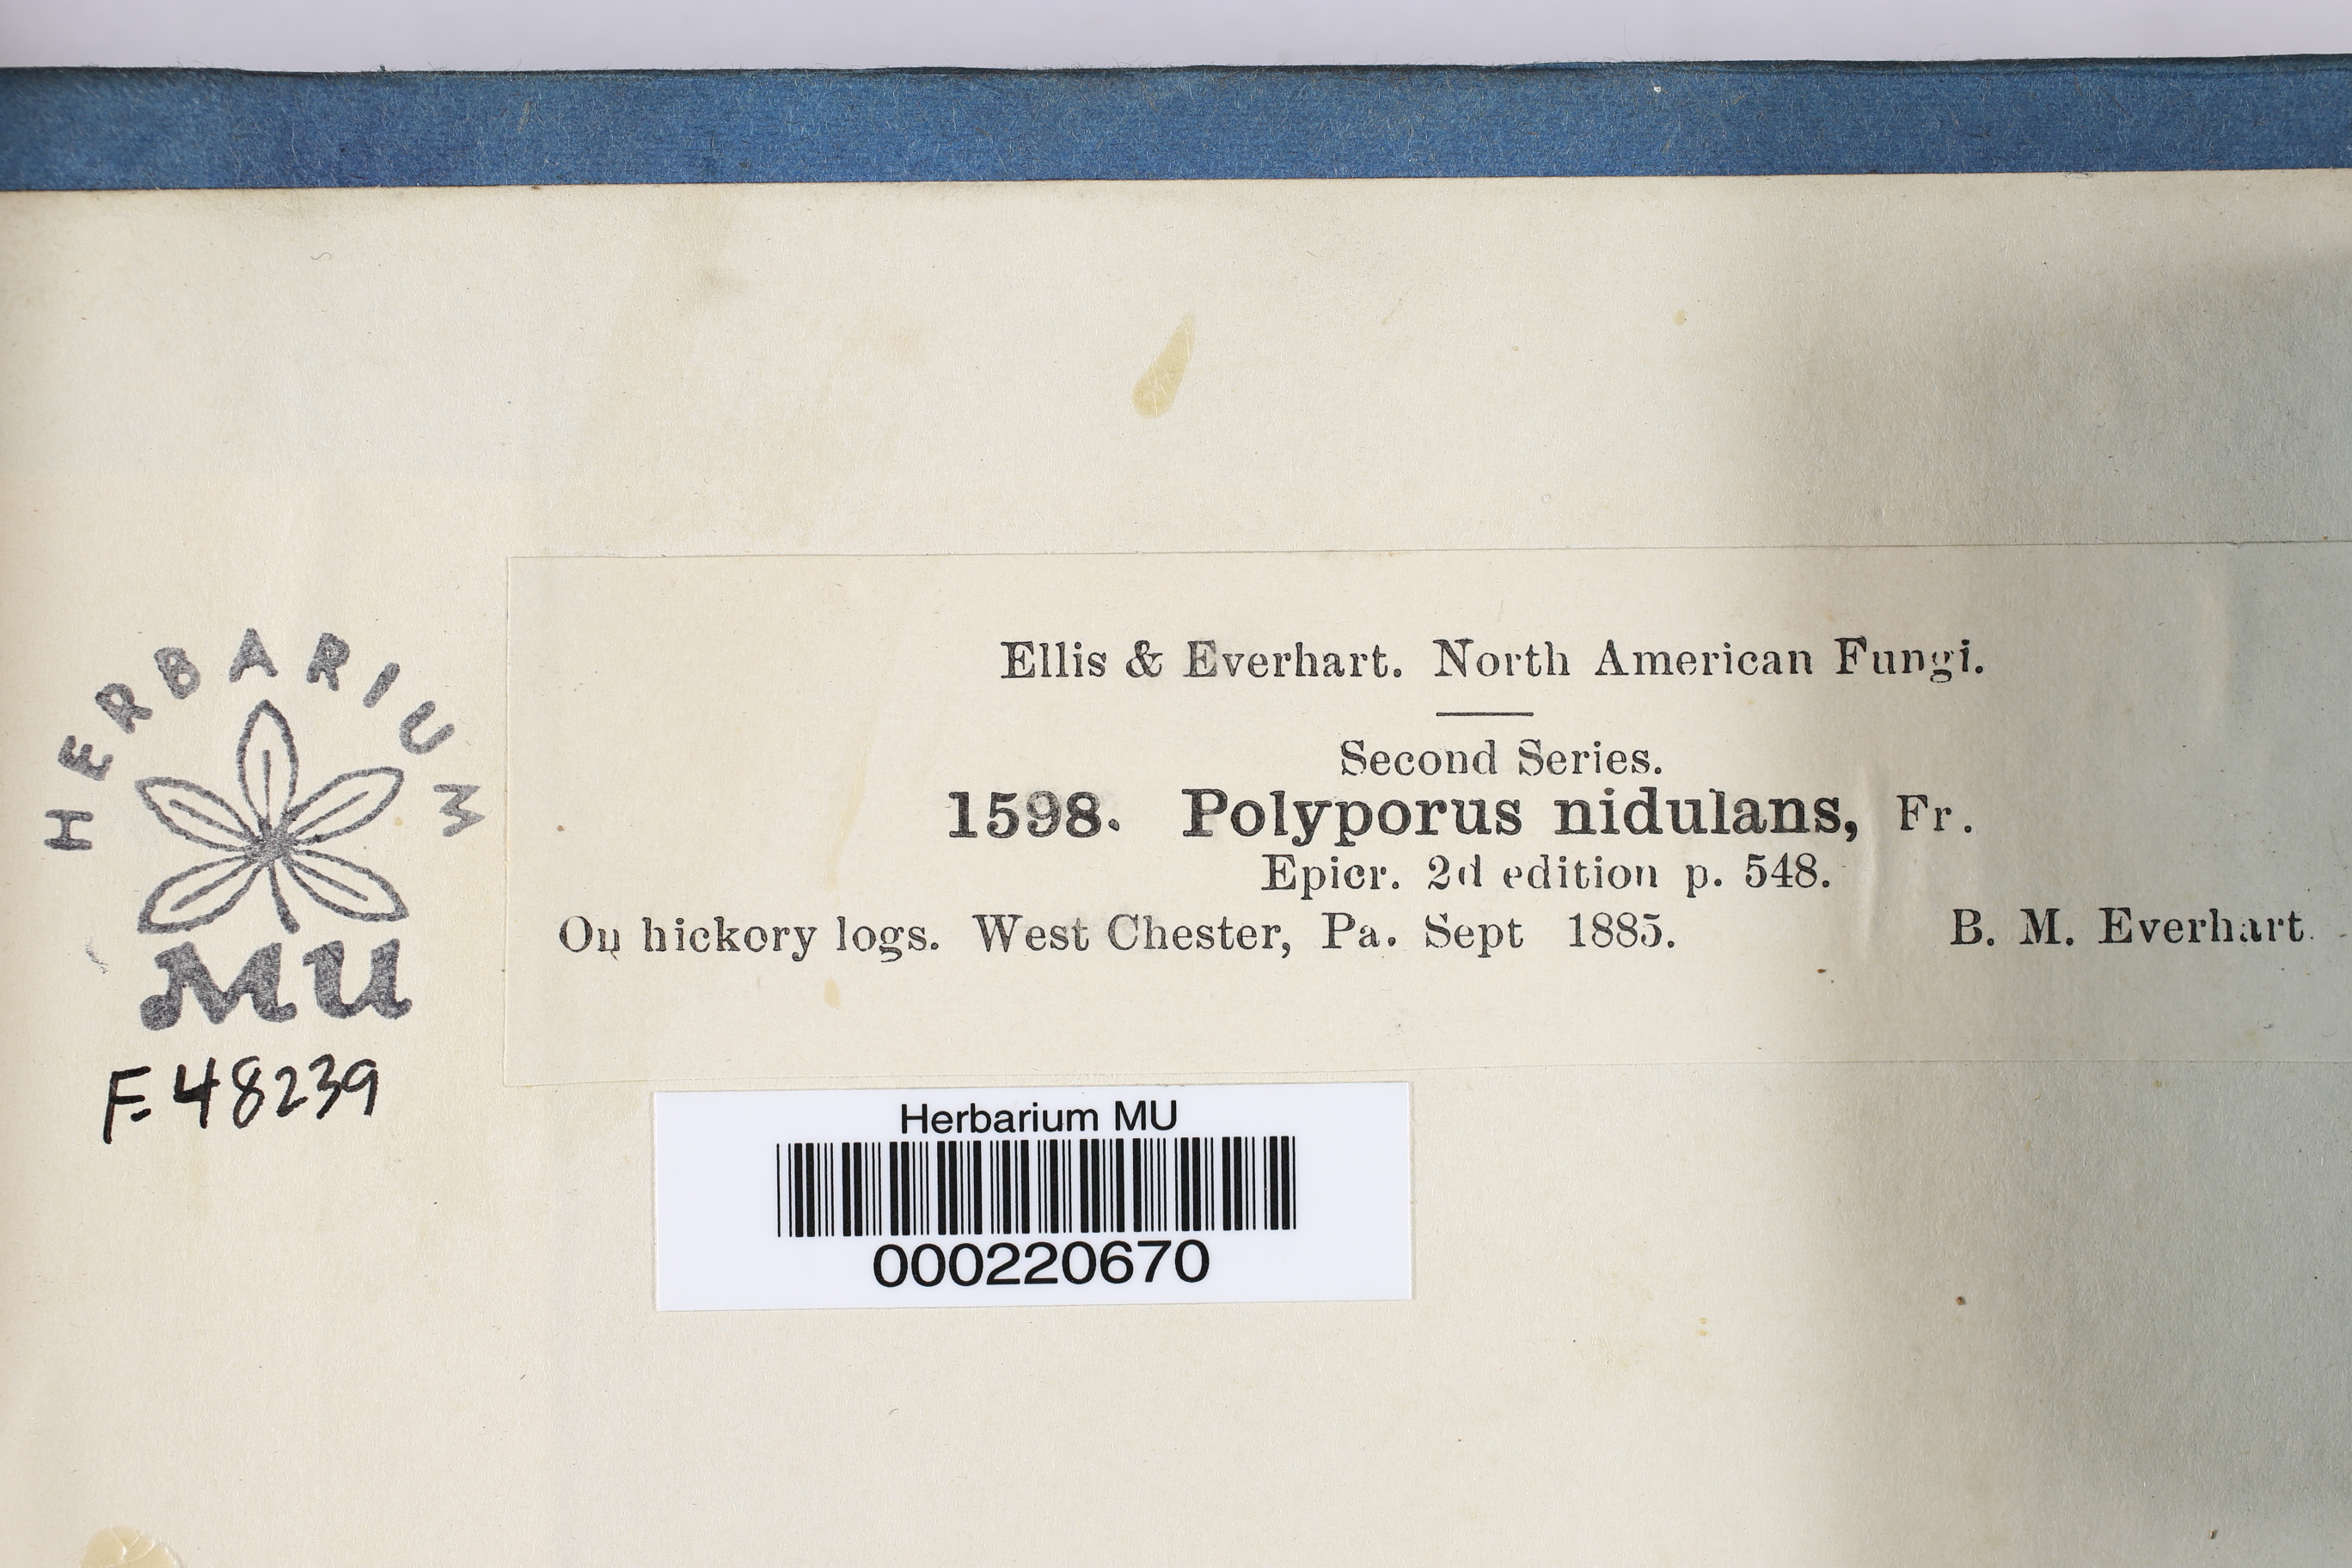 Ellis & Everhart. North American Fungi.
Second Series.
1598. Polyporus nidulans, Fr.
Epicr. 2d edition p. 548.
On hickory logs. West Chester, Pa. Sept 1885. B. M. Everhart.
HERBARIUM
MU
F. 48239
Herbarium MU
000220670